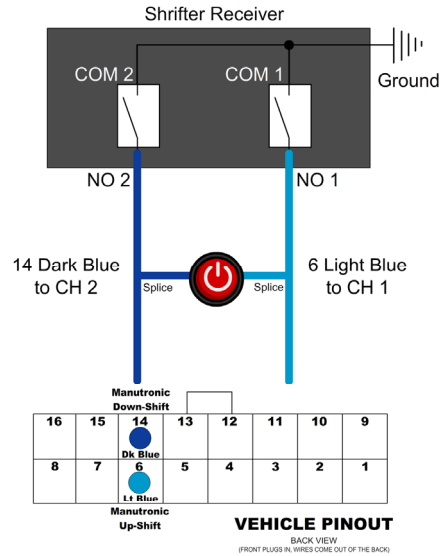 Shrifter Receiver
COM 2
COM 1
Ground
NO 2
NO 1
14 Dark Blue
to CH 2
6 Light Blue
to CH 1
Splice
Splice
Manutronic
Down-Shift
16 15 14 13 12 11 10 9
Dk Blue
8 7 6 5 4 3 2 1
Lt Blue
Manutronic
Up-Shift
VEHICLE PINOUT
BACK VIEW
(FRONT PLUGS IN, WIRES COME OUT OF THE BACK)